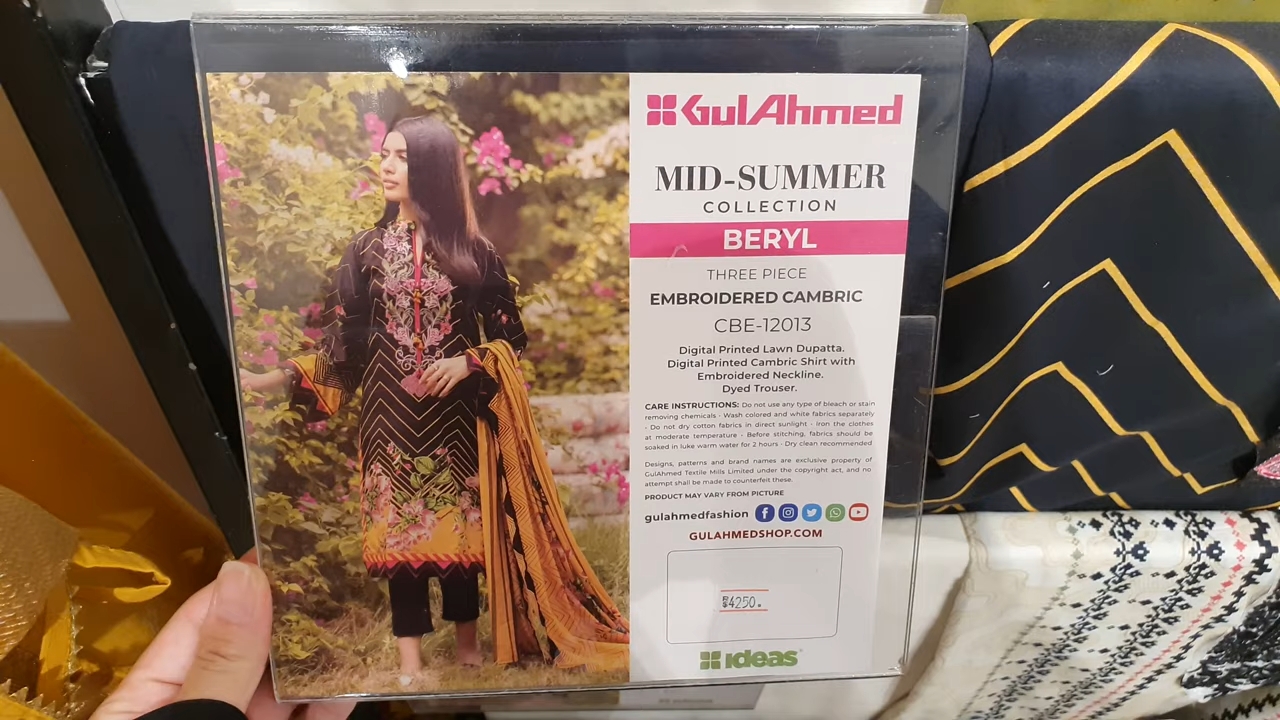 GulAhmed
MID-SUMMER
COLLECTION
BERYL
THREE PIECE
EMBROIDERED CAMBRIC
CBE-12013
Digital Printed Lawn Dupatta.
Digital Printed Cambric Shirt with
Embroidered Neckline.
Dyed Trouser.
CARE INSTRUCTIONS: Do not use any type of bleach or stain
removing chemicals - Wash colored and white fabrics separately
- Do not dry cotton fabrics in direct sunlight - Iron the clothes
at moderate temperature - Before stitching, fabrics should be
soaked in luke warm water for 2 hours - Dry clean recommended
Designs, patterns and brand names are exclusive property of
GulAhmed Textile Mills Limited under the copyright act, and no
attempt shall be made to counterfeit these.
PRODUCT MAY VARY FROM PICTURE
gulahmedfashion
GULAHMEDSHOP.COM
₨4250.
ideas